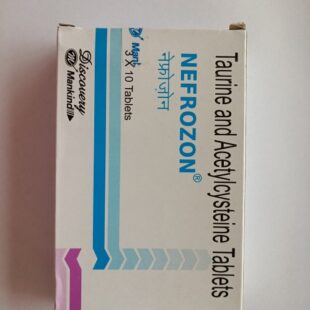 Taurine and Acetylcysteine Tablets
NEFROZON®
नेफ्रोज़ोन
3 X 10 Tablets
Discovery
Mankind